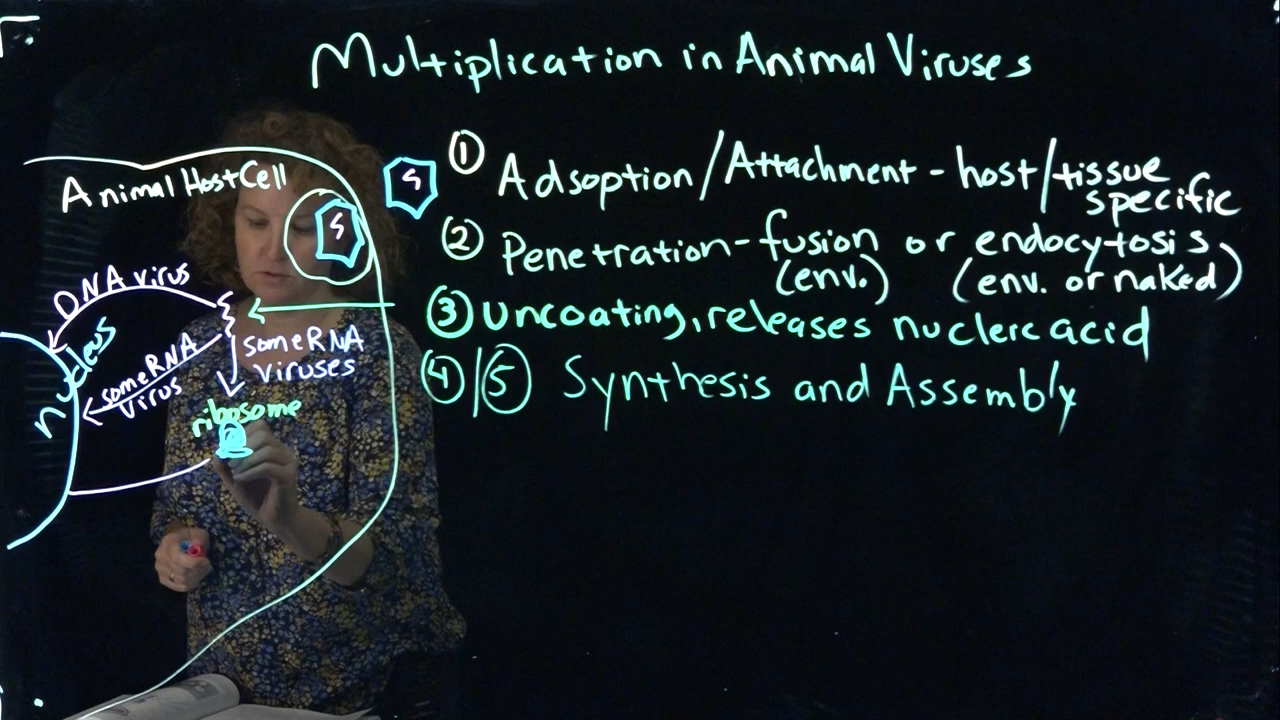 Multiplication in Animal Viruses
Animal Host Cell
DNA virus
nucleus
some RNA
virus
some RNA
viruses
ribosome
① Adsoption/Attachment - host/tissue
specific
② Penetration - fusion or endocytosis
(env.) (env. or naked)
③ uncoating, releases nucleic acid
④/⑤ Synthesis and Assembly